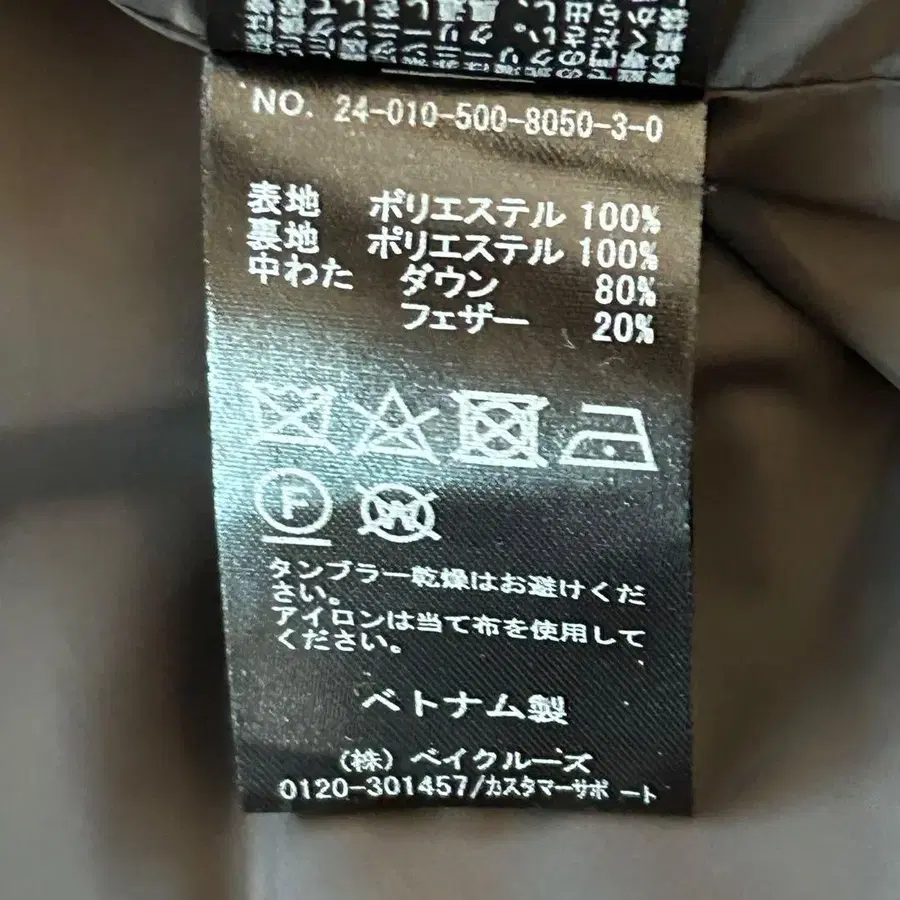 NO. 24-010-500-8050-3-0
表地 ポリエステル 100%
裏地 ポリエステル 100%
中わた ダウン 80%
フェザー 20%
F
タンブラー乾燥はお避けくだ
さい。
アイロンは当て布を使用して
ください。
ベトナム製
(株) ベイクルーズ
0120-301457/カスタマーサポート